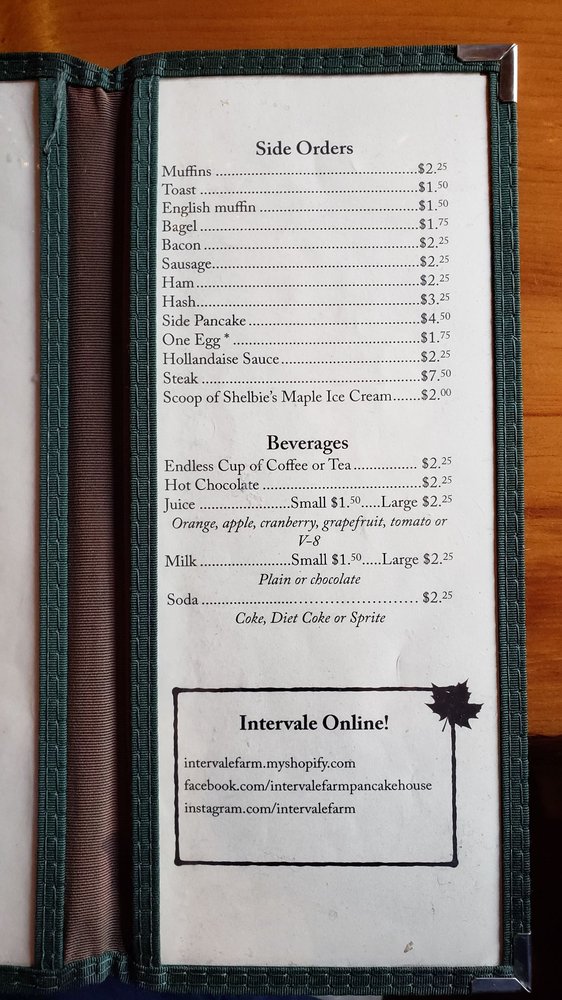 Side Orders
Muffins ............................................. $2.25
Toast ................................................ $1.50
English muffin .................................... $1.50
Bagel ................................................ $1.75
Bacon ............................................... $2.25
Sausage.............................................. $2.25
Ham.................................................. $2.25
Hash.................................................. $3.25
Side Pancake ...................................... $4.50
One Egg * .......................................... $1.75
Hollandaise Sauce............................... $2.25
Steak ................................................ $7.50
Scoop of Shelbie's Maple Ice Cream.......$2.00
Beverages
Endless Cup of Coffee or Tea................ $2.25
Hot Chocolate ................................... $2.25
Juice .......................Small $1.50.....Large $2.25
Orange, apple, cranberry, grapefruit, tomato or
V-8
Milk .......................Small $1.50.....Large $2.25
Plain or chocolate
Soda ................................................ $2.25
Coke, Diet Coke or Sprite
Intervale Online!
intervalefarm.myshopify.com
facebook.com/intervalefarmpancakehouse
instagram.com/intervalefarm